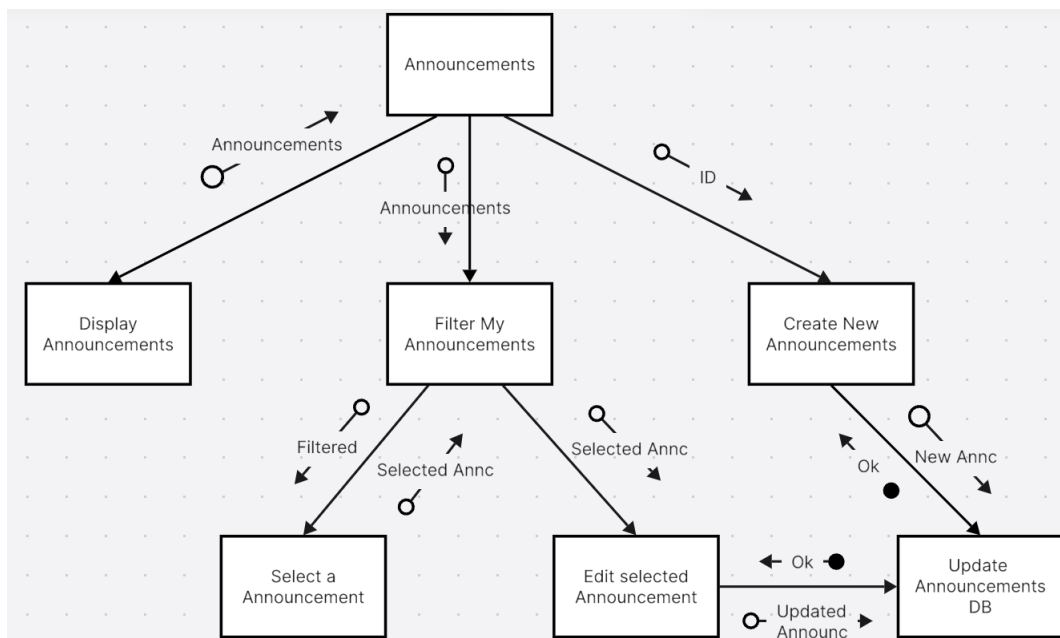 Announcements
Announcements
Announcements
ID
Display
Announcements
Filter My
Announcements
Create New
Announcements
Filtered
Selected Annc
Selected Annc
Ok
New Annc
Select a
Announcement
Edit selected
Announcement
Ok
Updated
Announc
Update
Announcements
DB